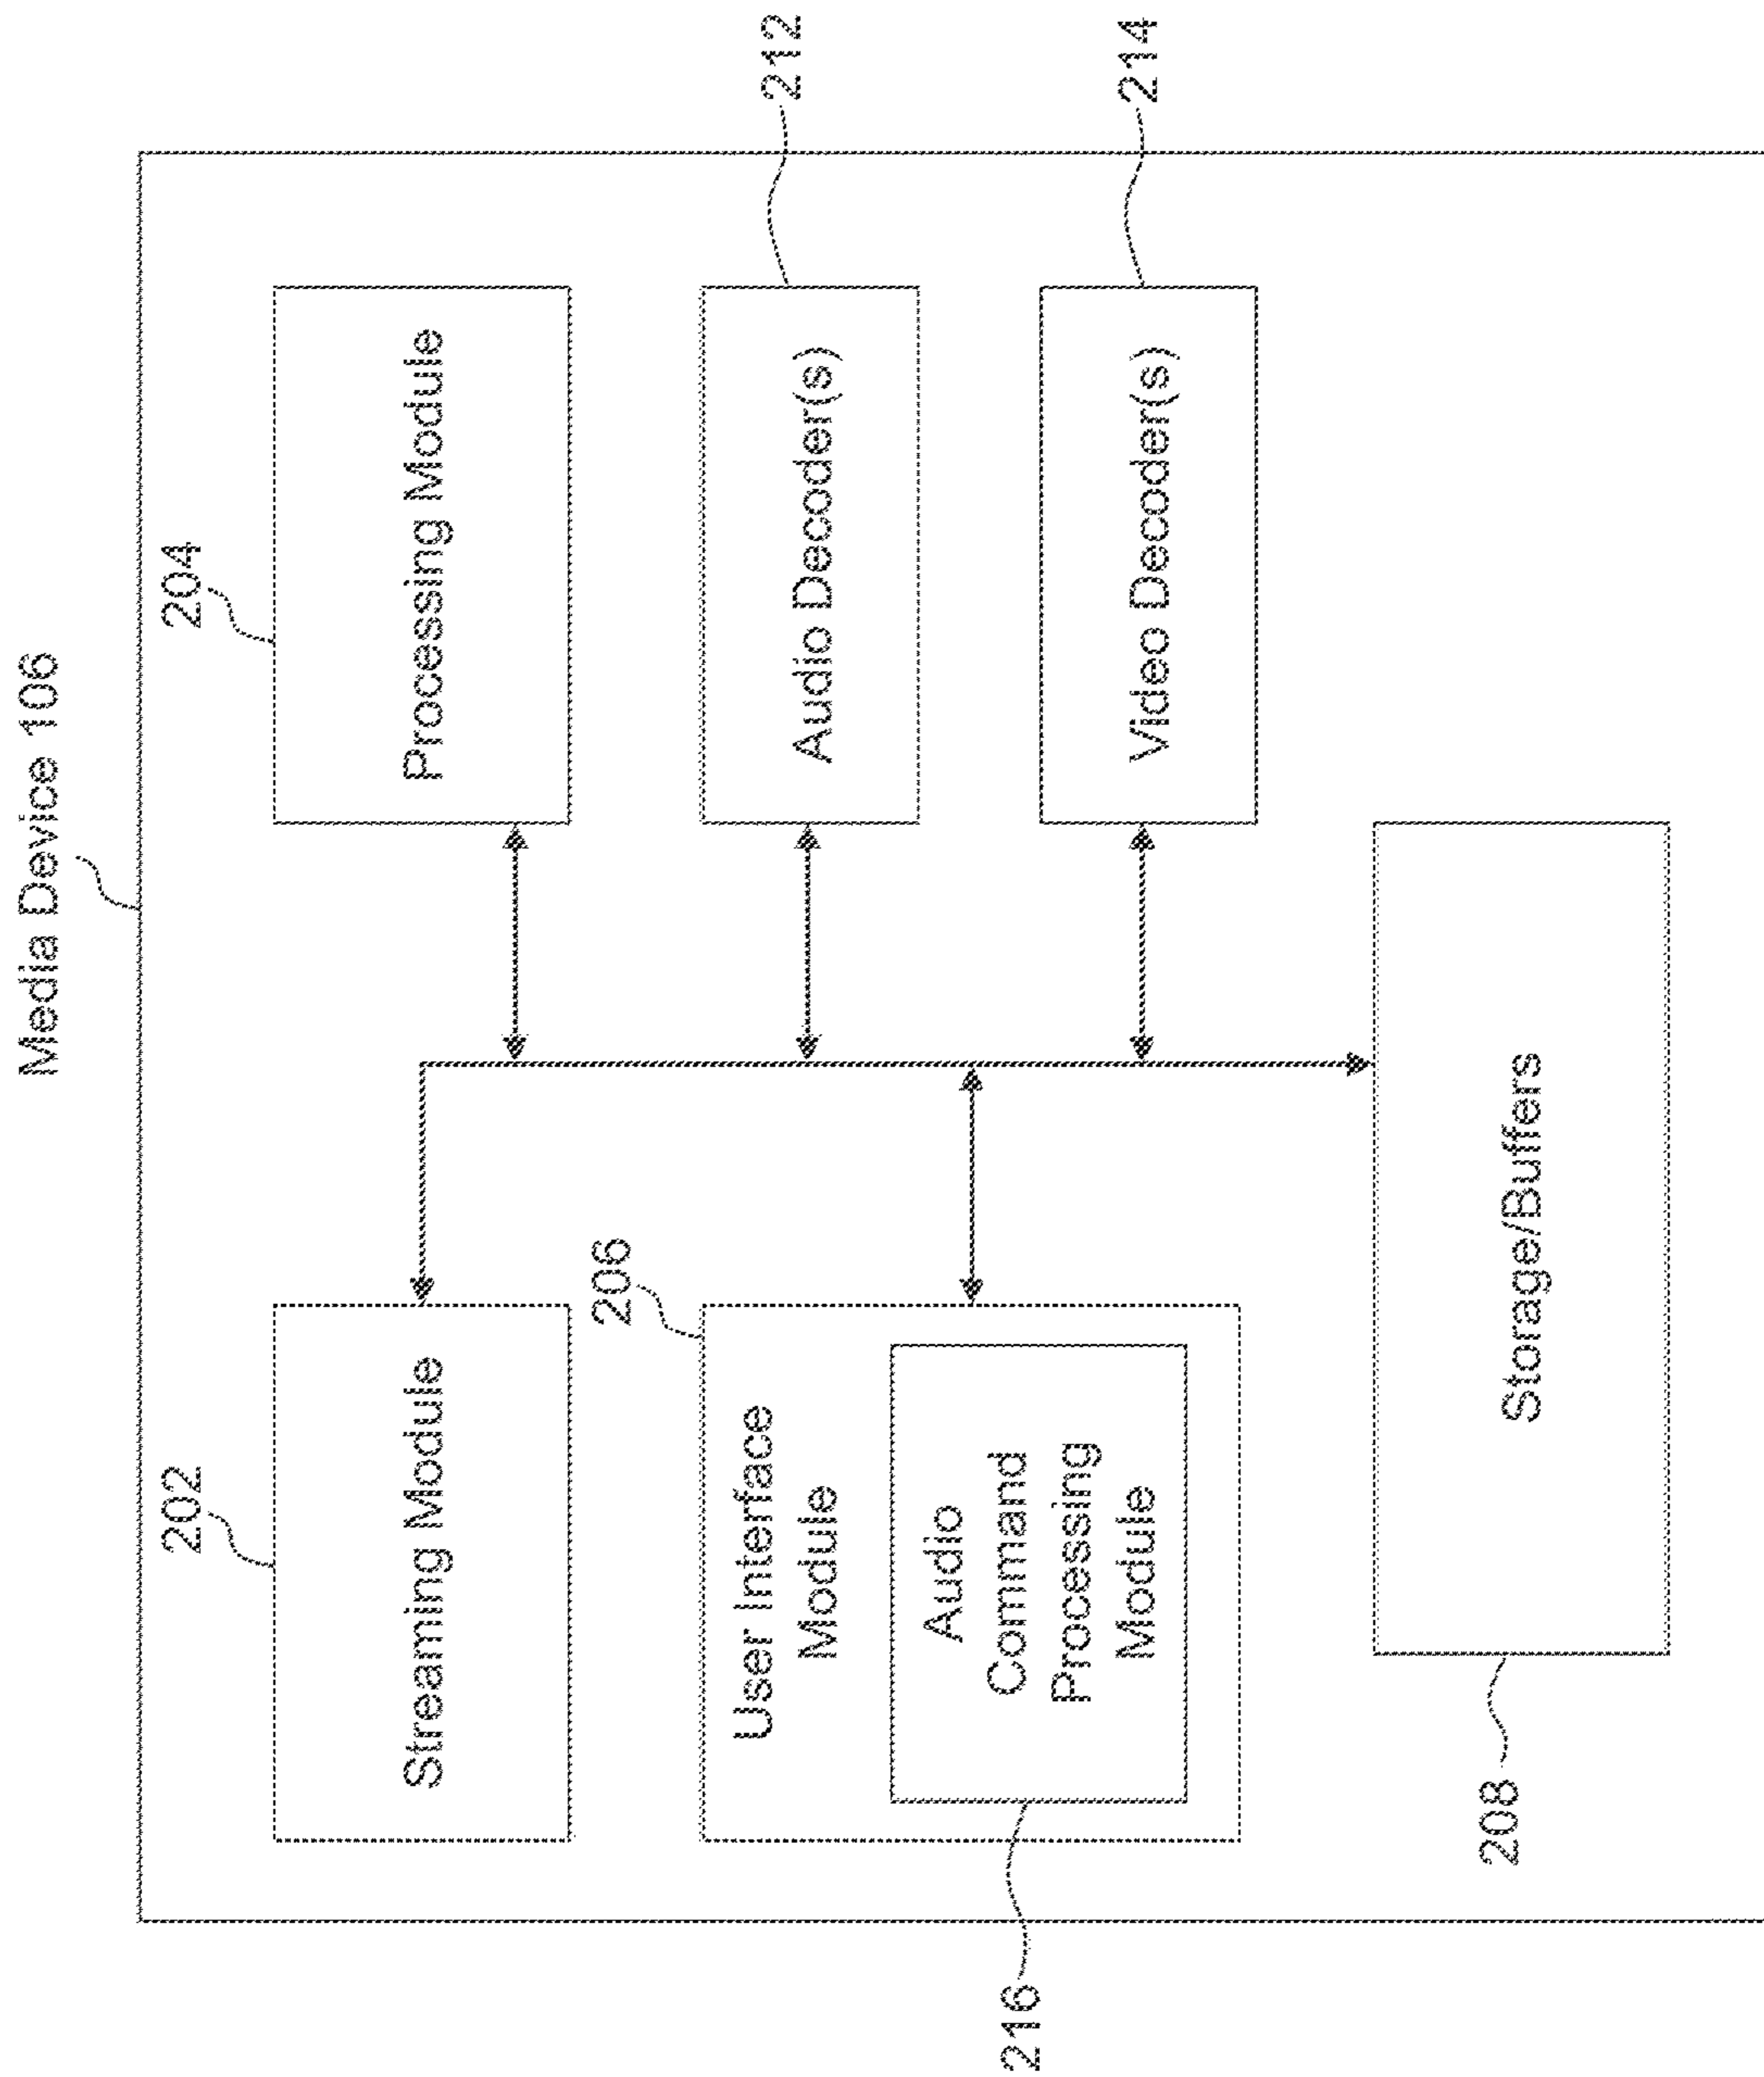 Media Device 106
202
204
Streaming Module
Processing Module
206
212
User Interface
Module
Audio Decoder(s)
Audio
Command
Processing
Module
216
214
Video Decoder(s)
208
Storage/Buffers